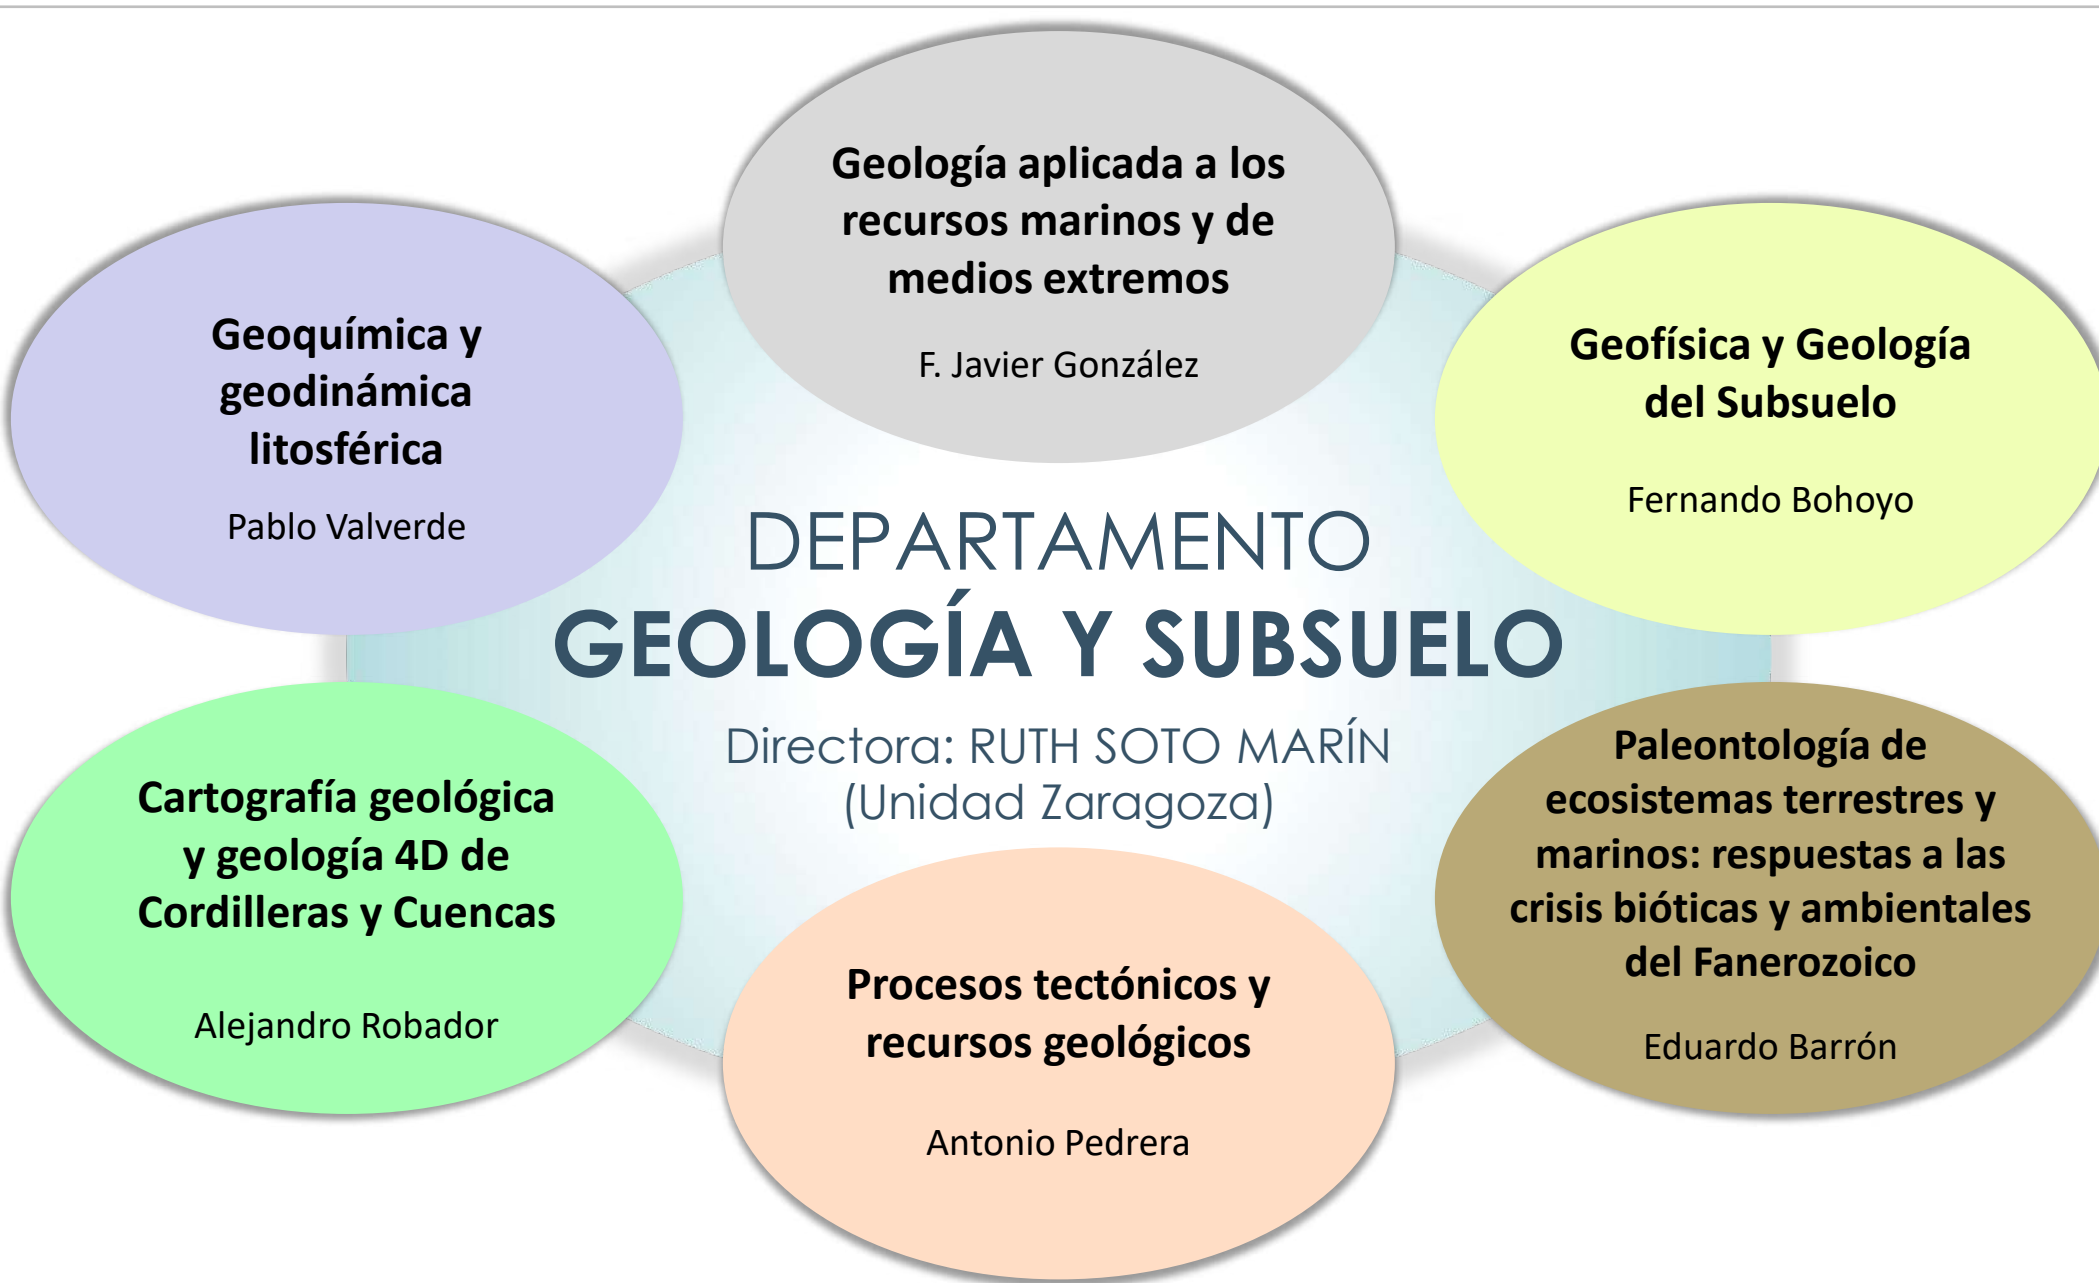 Geología aplicada a los
recursos marinos y de
medios extremos
F. Javier González
Geoquímica y
geodinámica
litosférica
Pablo Valverde
Geofísica y Geología
del Subsuelo
Fernando Bohoyo
DEPARTAMENTO
GEOLOGÍA Y SUBSUELO
Directora: RUTH SOTO MARÍN
(Unidad Zaragoza)
Cartografía geológica
y geología 4D de
Cordilleras y Cuencas
Alejandro Robador
Procesos tectónicos y
recursos geológicos
Antonio Pedrera
Paleontología de
ecosistemas terrestres y
marinos: respuestas a las
crisis bióticas y ambientales
del Fanerozoico
Eduardo Barrón